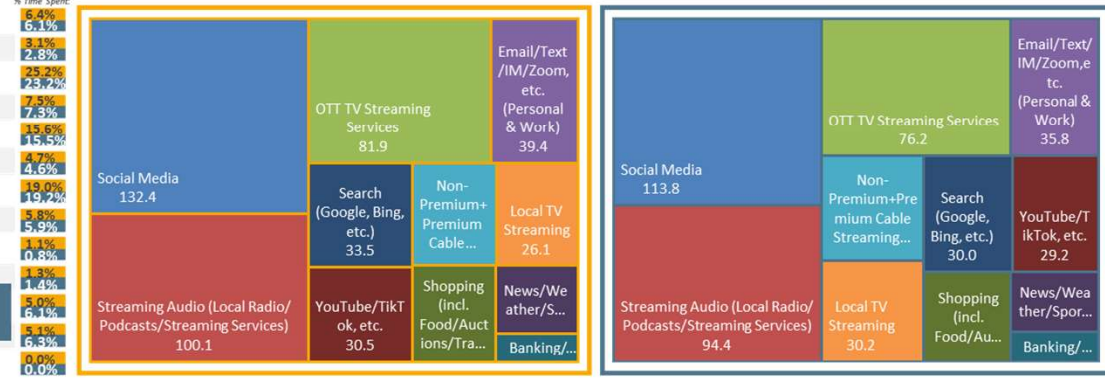 % Time Spent:
6.4%
6.1%
3.1%
2.8%
25.2%
23.2%
7.5%
7.3%
15.6%
15.5%
4.7%
4.6%
19.0%
19.2%
5.8%
5.9%
1.1%
0.8%
1.3%
1.4%
5.0%
6.1%
5.1%
6.3%
0.0%
0.0%
Social Media
132.4
Streaming Audio (Local Radio/
Podcasts/Streaming Services)
100.1
OTT TV Streaming
Services
81.9
Email/Text
/IM/Zoom,
etc.
(Personal
& Work)
39.4
Search
(Google, Bing,
etc.)
33.5
Non-
Premium+
Premium
Cable...
Local TV
Streaming
26.1
YouTube/TikT
ok, etc.
30.5
Shopping
(incl.
Food/Auct
ions/Tra...
News/We
ather/S...
Banking/...
Social Media
113.8
Streaming Audio (Local Radio/
Podcasts/Streaming Services)
94.4
OTT TV Streaming Services
76.2
Email/Text/
IM/Zoom,e
tc.
(Personal &
Work)
35.8
Non-
Premium+Pre
mium Cable
Streaming...
Search
(Google,
Bing, etc.)
30.0
YouTube/T
ikTok, etc.
29.2
Local TV
Streaming
30.2
Shopping
(incl.
Food/Au...
News/Wea
ther/Spor...
Banking/...